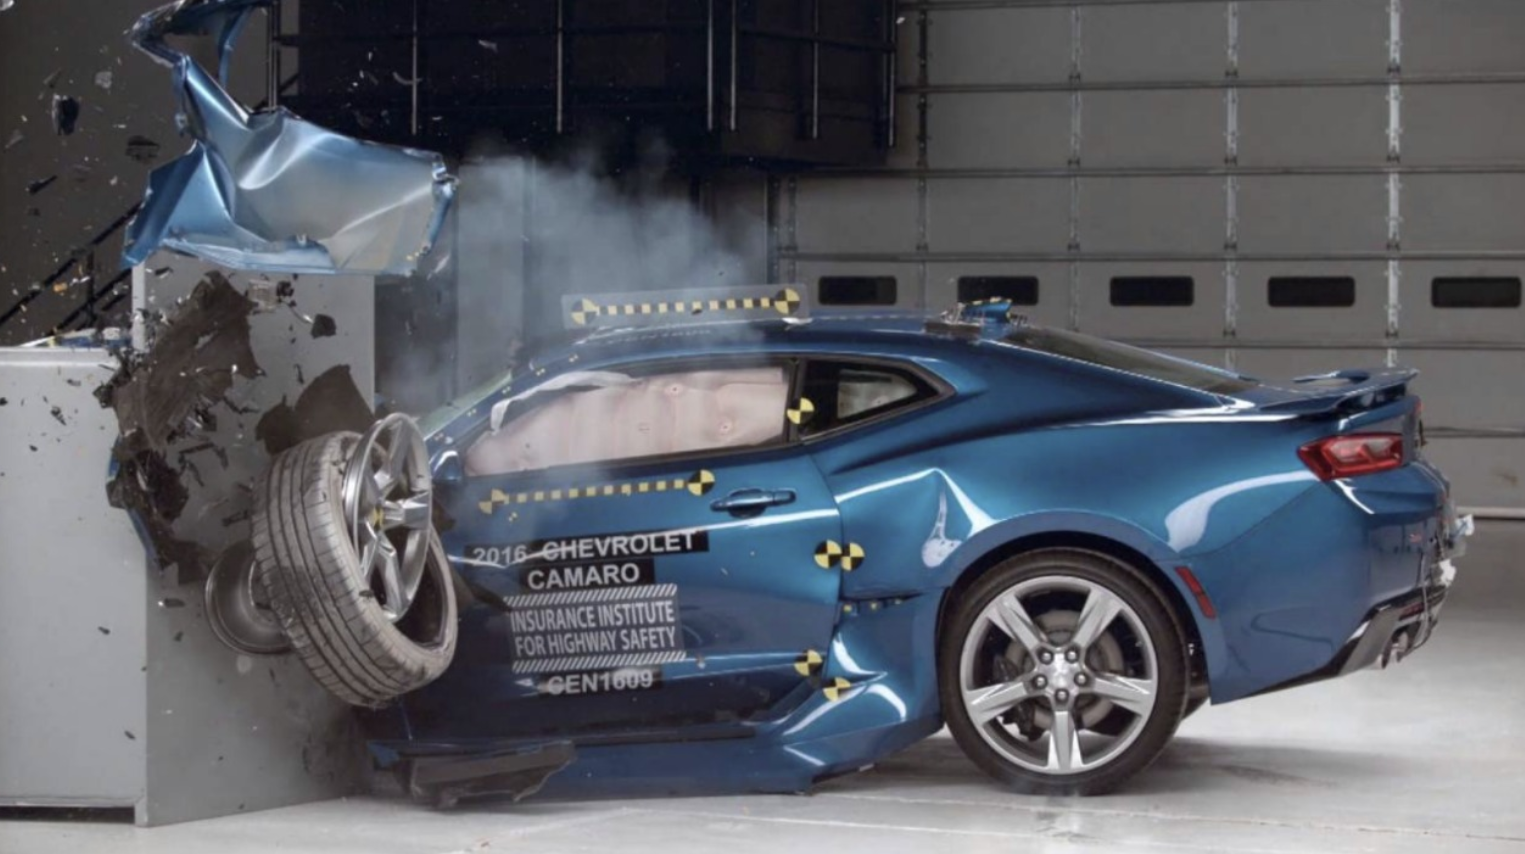 2016 CHEVROLET
CAMARO
INSURANCE INSTITUTE
FOR HIGHWAY SAFETY
CEN1609